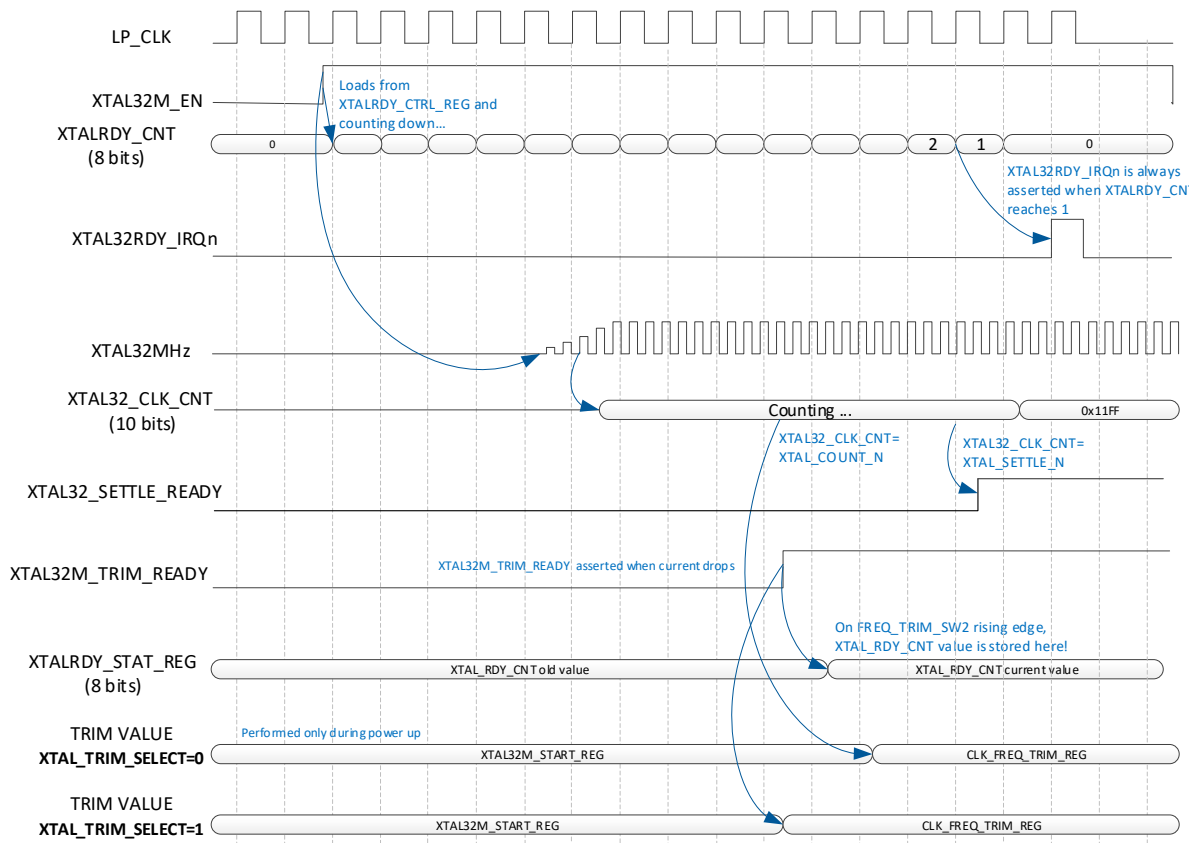 LP_CLK
XTAL32M_EN
Loads from
XTALRDY_CTRL_REG and
counting down...
XTALRDY_CNT
(8 bits)
0
2
1
0
XTAL32RDY_IRQn is always
asserted when XTALRDY_CNT
reaches 1
XTAL32RDY_IRQn
XTAL32MHz
XTAL32_CLK_CNT
(10 bits)
Counting ...
0x11FF
XTAL32_CLK_CNT=
XTAL_COUNT_N
XTAL32_CLK_CNT=
XTAL_SETTLE_N
XTAL32_SETTLE_READY
XTAL32M_TRIM_READY
XTAL32M_TRIM_READY asserted when current drops
On FREQ_TRIM_SW2 rising edge,
XTAL_RDY_CNT value is stored here!
XTALRDY_STAT_REG
(8 bits)
XTAL_RDY_CNT old value
XTAL_RDY_CNT current value
TRIM VALUE
XTAL_TRIM_SELECT=0
Performed only during power up
XTAL32M_START_REG
CLK_FREQ_TRIM_REG
TRIM VALUE
XTAL_TRIM_SELECT=1
XTAL32M_START_REG
CLK_FREQ_TRIM_REG